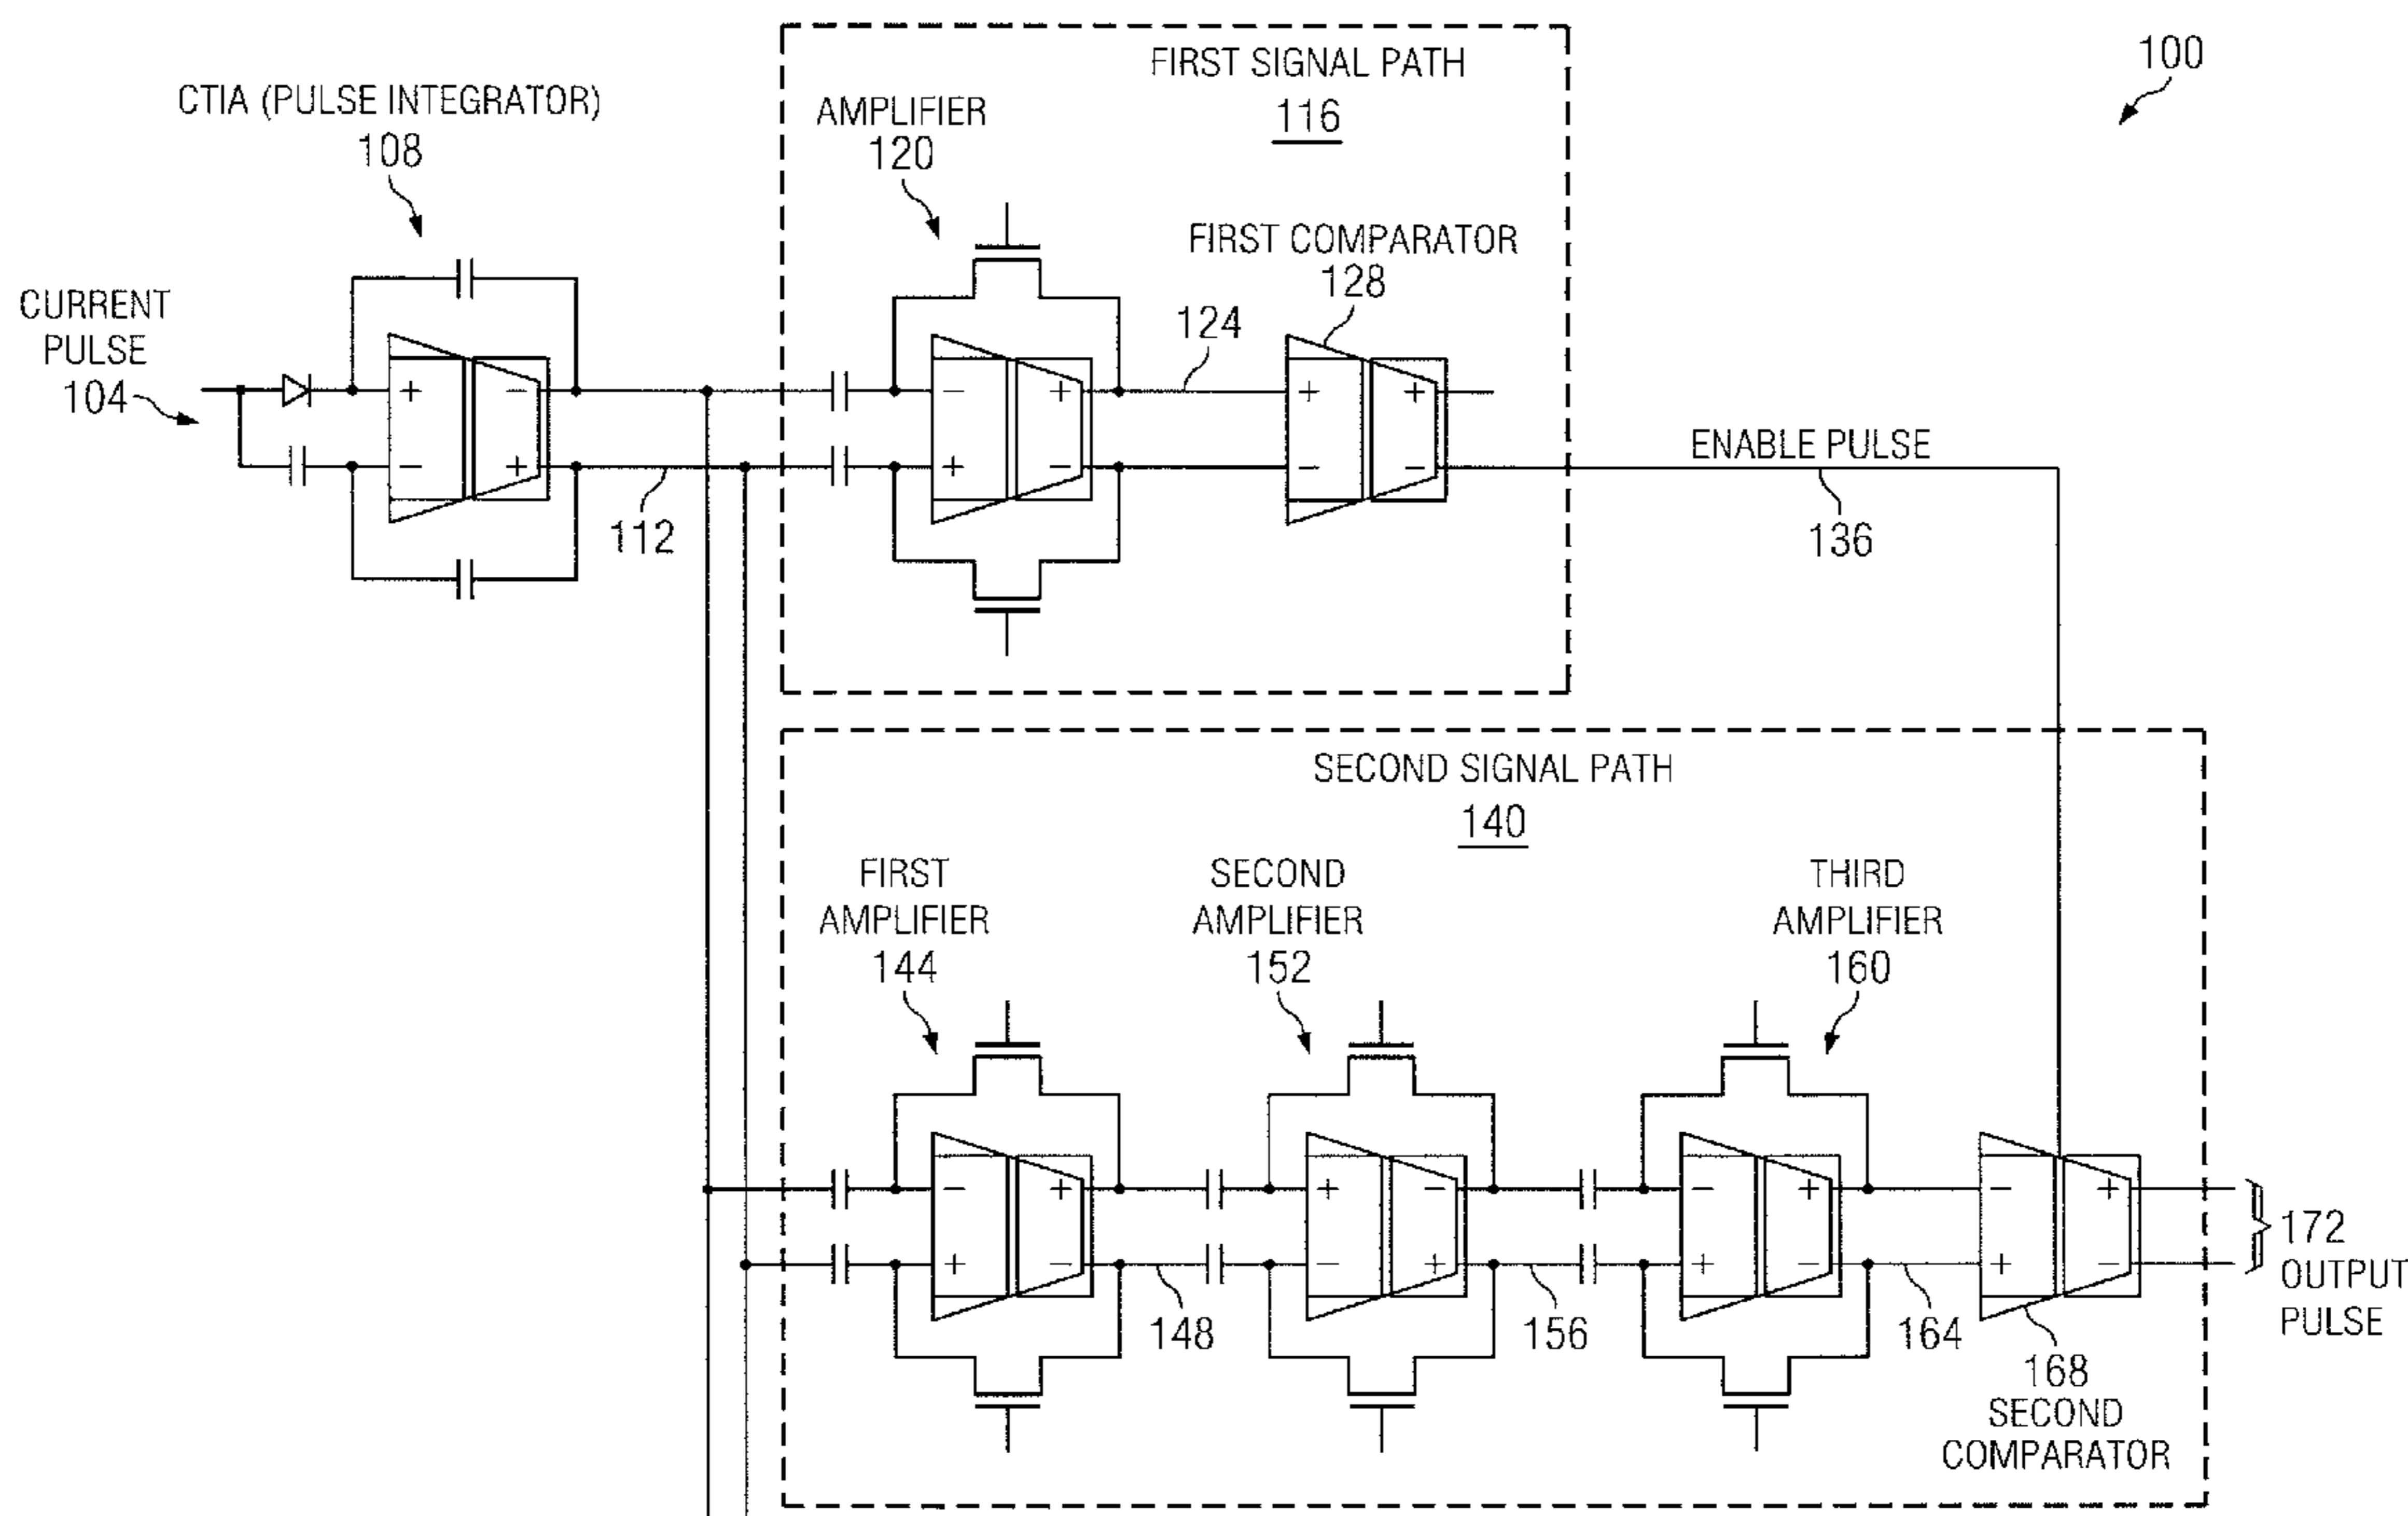 100
CTIA (PULSE INTEGRATOR)
108
CURRENT
PULSE
104
+
−
−
+
112
FIRST SIGNAL PATH
116
AMPLIFIER
120
−
+
+
−
124
FIRST COMPARATOR
128
+
−
+
−
ENABLE PULSE
136
SECOND SIGNAL PATH
140
FIRST
AMPLIFIER
144
−
+
+
−
148
SECOND
AMPLIFIER
152
+
−
−
+
156
THIRD
AMPLIFIER
160
−
+
+
−
164
−
+
+
−
168
SECOND
COMPARATOR
172
OUTPUT
PULSE